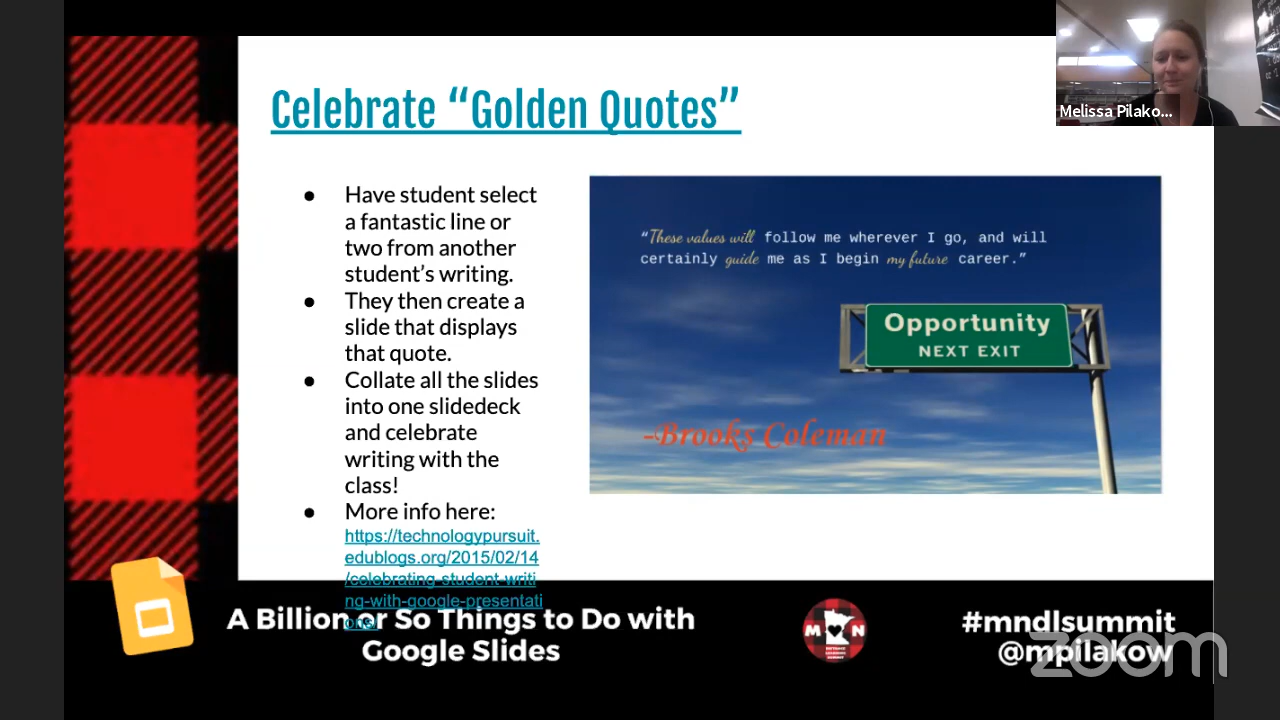 Melissa Pilako...
Celebrate “Golden Quotes”
● Have student select
a fantastic line or
two from another
student’s writing.
● They then create a
slide that displays
that quote.
● Collate all the slides
into one slidedeck
and celebrate
writing with the
class!
● More info here:
https://technologypursuit.
edublogs.org/2015/02/14
/celebrating-student-writi
ng-with-google-presentati
ons/
“These values will follow me wherever I go, and will
certainly guide me as I begin my future career.”
Opportunity
NEXT EXIT
-Brooks Coleman
A Billion or So Things to Do with
Google Slides
M N
#mndlsummit
@mpilakow
zoom